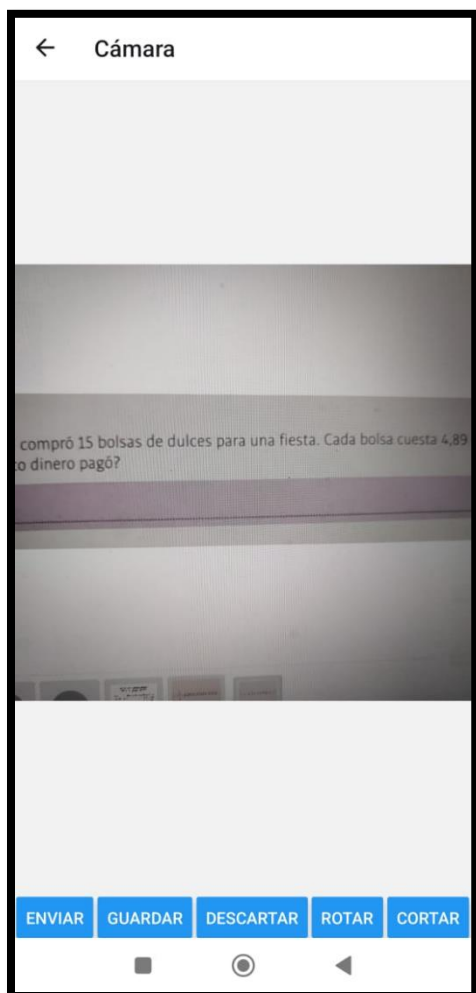 Cámara
compró 15 bolsas de dulces para una fiesta. Cada bolsa cuesta 4,89
to dinero pagó?
ENVIAR GUARDAR DESCARTAR ROTAR CORTAR